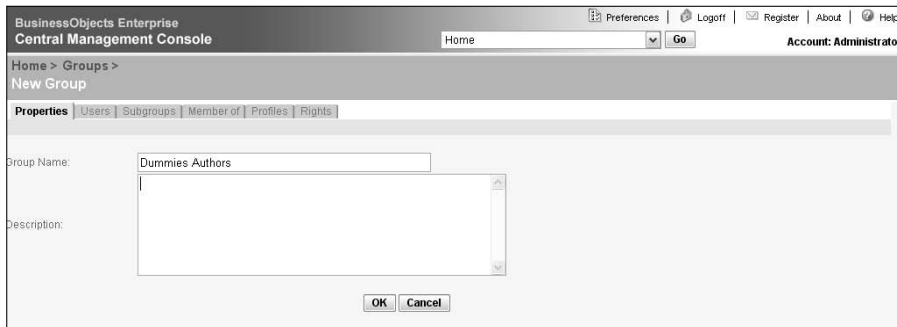 BusinessObjects Enterprise
Preferences | Logoff | Register | About | Help
Central Management Console
Home Go Account: Administrato
Home > Groups >
New Group
Properties | Users | Subgroups | Member of | Profiles | Rights |
Group Name: Dummies Authors
Description:
OK Cancel